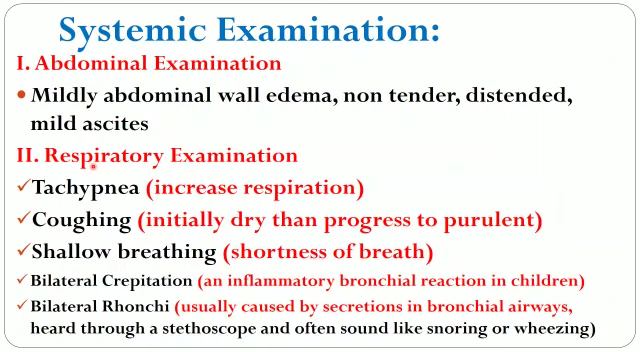 Systemic Examination:
I. Abdominal Examination
• Mildly abdominal wall edema, non tender, distended,
mild ascites
II. Respiratory Examination
✓Tachypnea (increase respiration)
✓Coughing (initially dry than progress to purulent)
✓Shallow breathing (shortness of breath)
✓Bilateral Crepitation (an inflammatory bronchial reaction in children)
✓Bilateral Rhonchi (usually caused by secretions in bronchial airways,
heard through a stethoscope and often sound like snoring or wheezing)